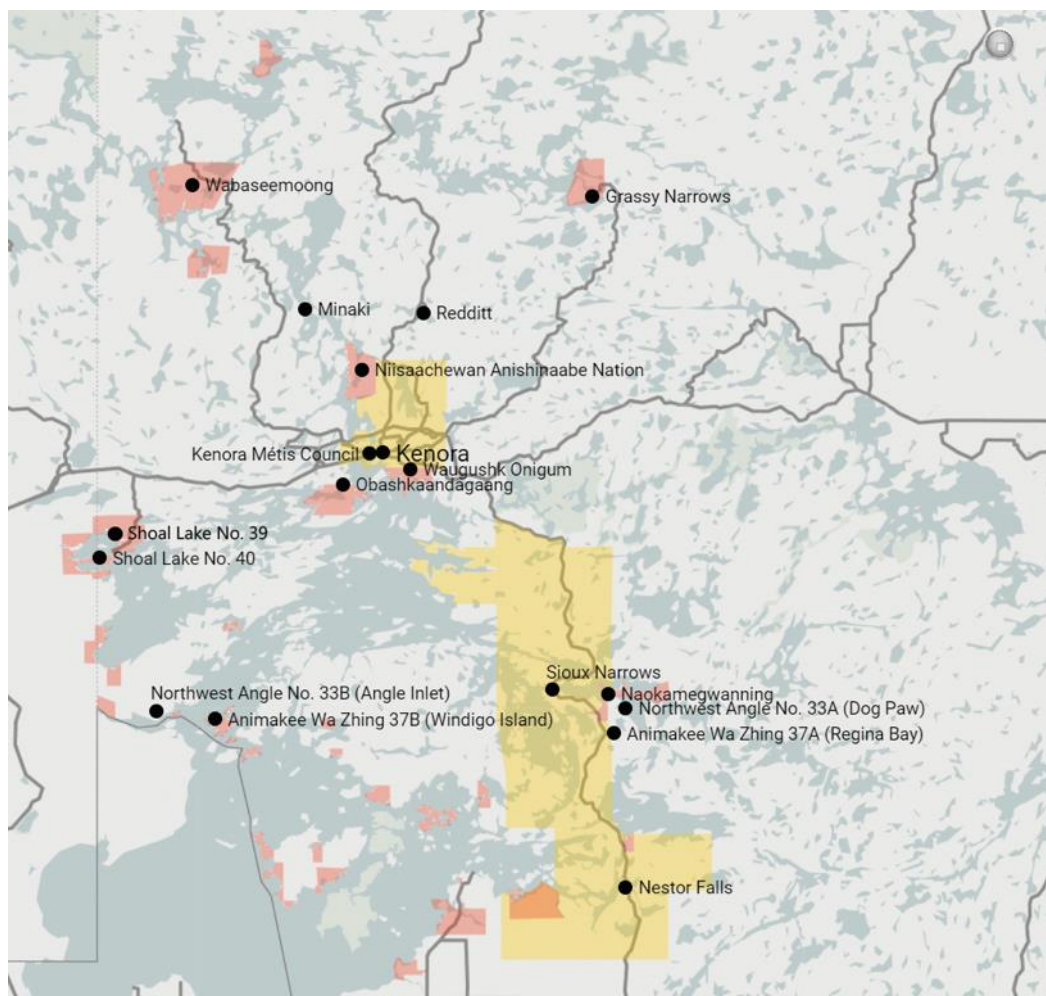 Wabaseemoong
Grassy Narrows
Minaki
Redditt
Niisaachewan Anishinaabe Nation
Kenora Métis Council
Kenora
Waugushk Onigum
Obashkaandagaang
Shoal Lake No. 39
Shoal Lake No. 40
Sioux Narrows
Northwest Angle No. 33B (Angle Inlet)
Naokamegwanning
Northwest Angle No. 33A (Dog Paw)
Animakee Wa Zhing 37B (Windigo Island)
Animakee Wa Zhing 37A (Regina Bay)
Nestor Falls